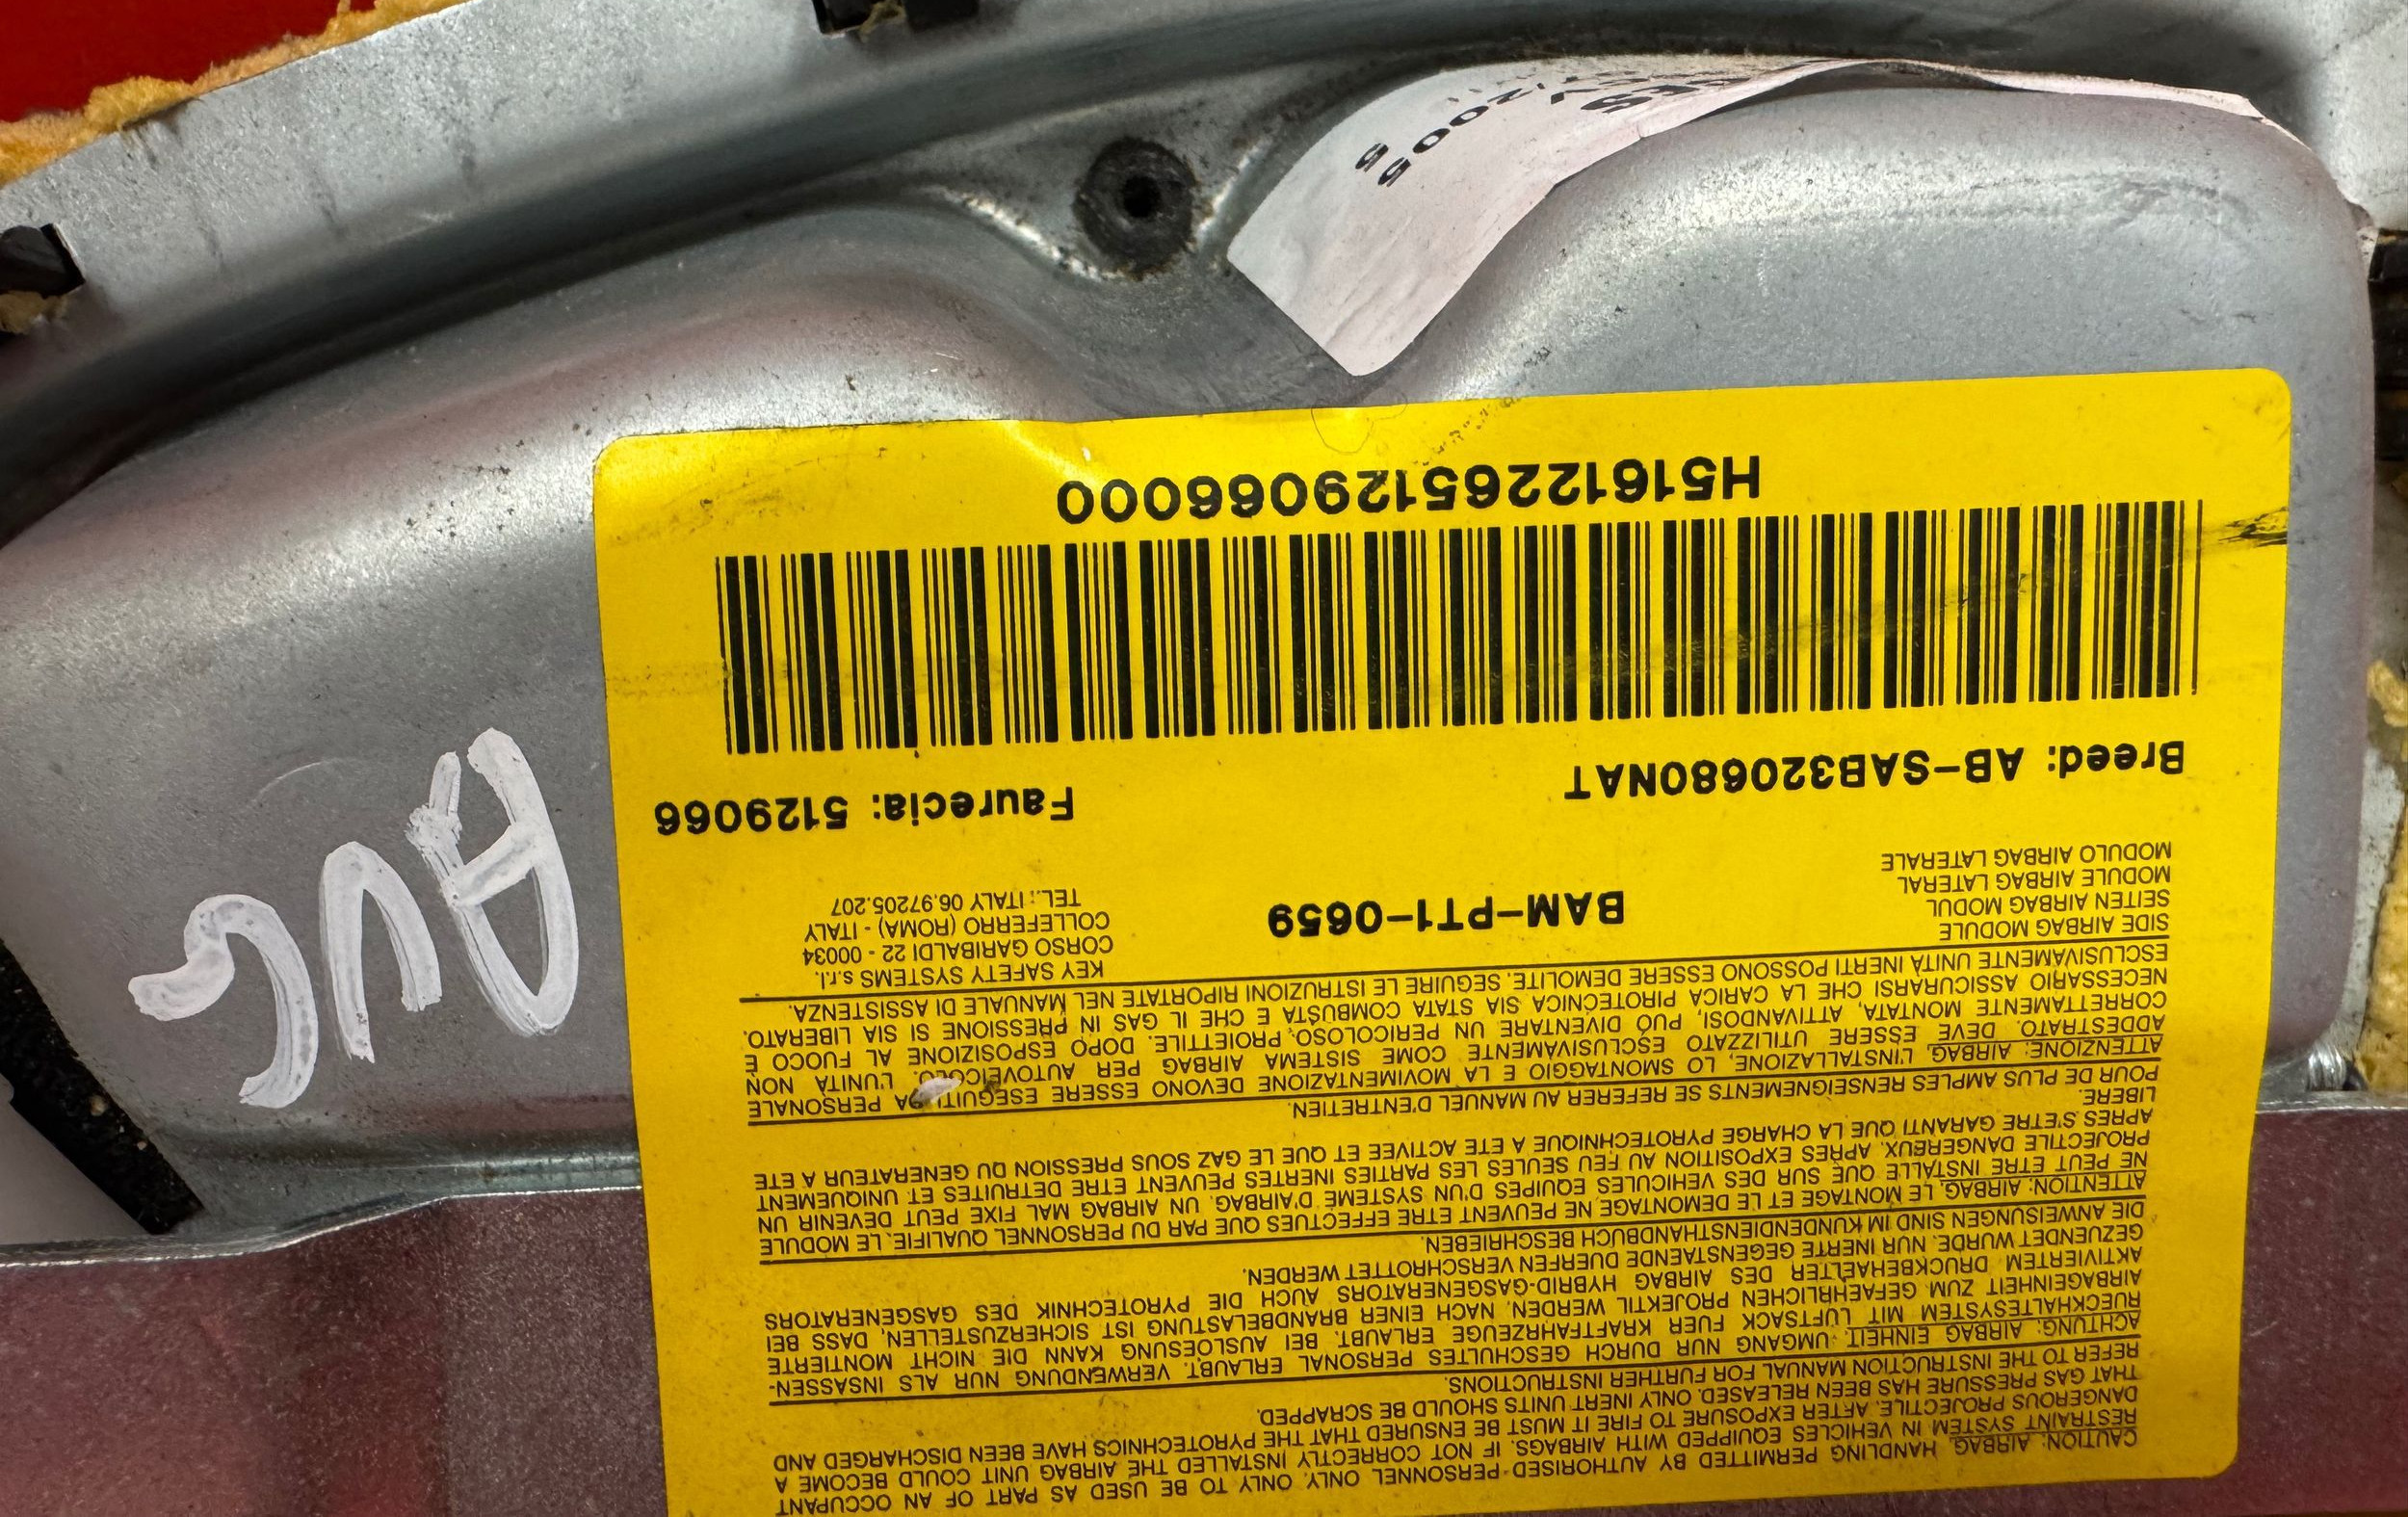 CAUTION: AIRBAG. HANDLING PERMITTED BY AUTHORISED PERSONNEL ONLY. ONLY TO BE USED AS PART OF AN OCCUPANT
RESTRAINT SYSTEM IN VEHICLES EQUIPPED WITH AIRBAGS. IF NOT CORRECTLY INSTALLED THE AIRBAG UNIT COULD BECOME A
DANGEROUS PROJECTILE. AFTER EXPOSURE TO FIRE IT MUST BE ENSURED THAT THE PYROTECHNICS HAVE BEEN DISCHARGED AND
THAT GAS PRESSURE HAS BEEN RELEASED. ONLY INERT UNITS SHOULD BE SCRAPPED.
REFER TO THE INSTRUCTION MANUAL FOR FURTHER INSTRUCTIONS.
ACHTUNG: AIRBAG EINHEIT. UMGANG NUR DURCH GESCHULTES PERSONAL ERLAUBT. VERWENDUNG NUR ALS INSASSEN-
RUECKHALTESYSTEM MIT LUFTSACK FUER KRAFTFAHRZEUGE ERLAUBT. BEI AUSLOESUNG KANN DIE NICHT MONTIERTE
AIRBAGEINHEIT ZUM GEFAEHRLICHEN PROJEKTIL WERDEN. NACH EINER BRANDBELASTUNG IST SICHERZUSTELLEN, DASS BEI
AKTIVIERTEM DRUCKBEHAELTER DES AIRBAG HYBRID-GASGENERATORS AUCH DIE PYROTECHNIK DES GASGENERATORS
GEZUENDET WURDE. NUR INERTE GEGENSTAENDE DUERFEN VERSCHROTTET WERDEN.
DIE ANWEISUNGEN SIND IM KUNDENDIENSTHANDBUCH BESCHRIEBEN.
ATTENTION: AIRBAG. LE MONTAGE ET LE DEMONTAGE NE PEUVENT ETRE EFFECTUES QUE PAR DU PERSONNEL QUALIFIE. LE MODULE
NE PEUT ETRE INSTALLE QUE SUR DES VEHICULES EQUIPES D'UN SYSTEME D'AIRBAG. UN AIRBAG MAL FIXE PEUT DEVENIR UN
PROJECTILE DANGEREUX. APRES EXPOSITION AU FEU SEULES LES PARTIES INERTES PEUVENT ETRE DETRUITES ET UNIQUEMENT
APRES S'ETRE GARANTI QUE LA CHARGE PYROTECHNIQUE A ETE ACTIVEE ET QUE LE GAZ SOUS PRESSION DU GENERATEUR A ETE
LIBERE.
POUR DE PLUS AMPLES RENSEIGNEMENTS SE REFERER AU MANUEL D'ENTRETIEN.
ATTENZIONE: AIRBAG. L'INSTALLAZIONE, LO SMONTAGGIO E LA MOVIMENTAZIONE DEVONO ESSERE ESEGUITI DA PERSONALE
ADDESTRATO. DEVE ESSERE UTILIZZATO ESCLUSIVAMENTE COME SISTEMA AIRBAG PER AUTOVEICOLO. L'UNITÀ NON
CORRETTAMENTE MONTATA, ATTIVANDOSI, PUÒ DIVENTARE UN PERICOLOSO PROIETTILE. DOPO ESPOSIZIONE AL FUOCO È
NECESSARIO ASSICURARSI CHE LA CARICA PIROTECNICA SIA STATA COMBUSTA E CHE IL GAS IN PRESSIONE SI SIA LIBERATO.
ESCLUSIVAMENTE UNITÀ INERTI POSSONO ESSERE DEMOLITE. SEGUIRE LE ISTRUZIONI RIPORTATE NEL MANUALE DI ASSISTENZA.
SIDE AIRBAG MODULE
SEITEN AIRBAG MODUL
MODULE AIRBAG LATERAL
MODULO AIRBAG LATERALE
BAM-PT1-0659
KEY SAFETY SYSTEMS s.r.l.
CORSO GARIBALDI 22 - 00034
COLLEFERRO (ROMA) - ITALY
TEL.: ITALY 06.97205.207
Breed: AB-SAB320680NAT
Faurecia: 5129066
H51612265129066000
AVG
2005